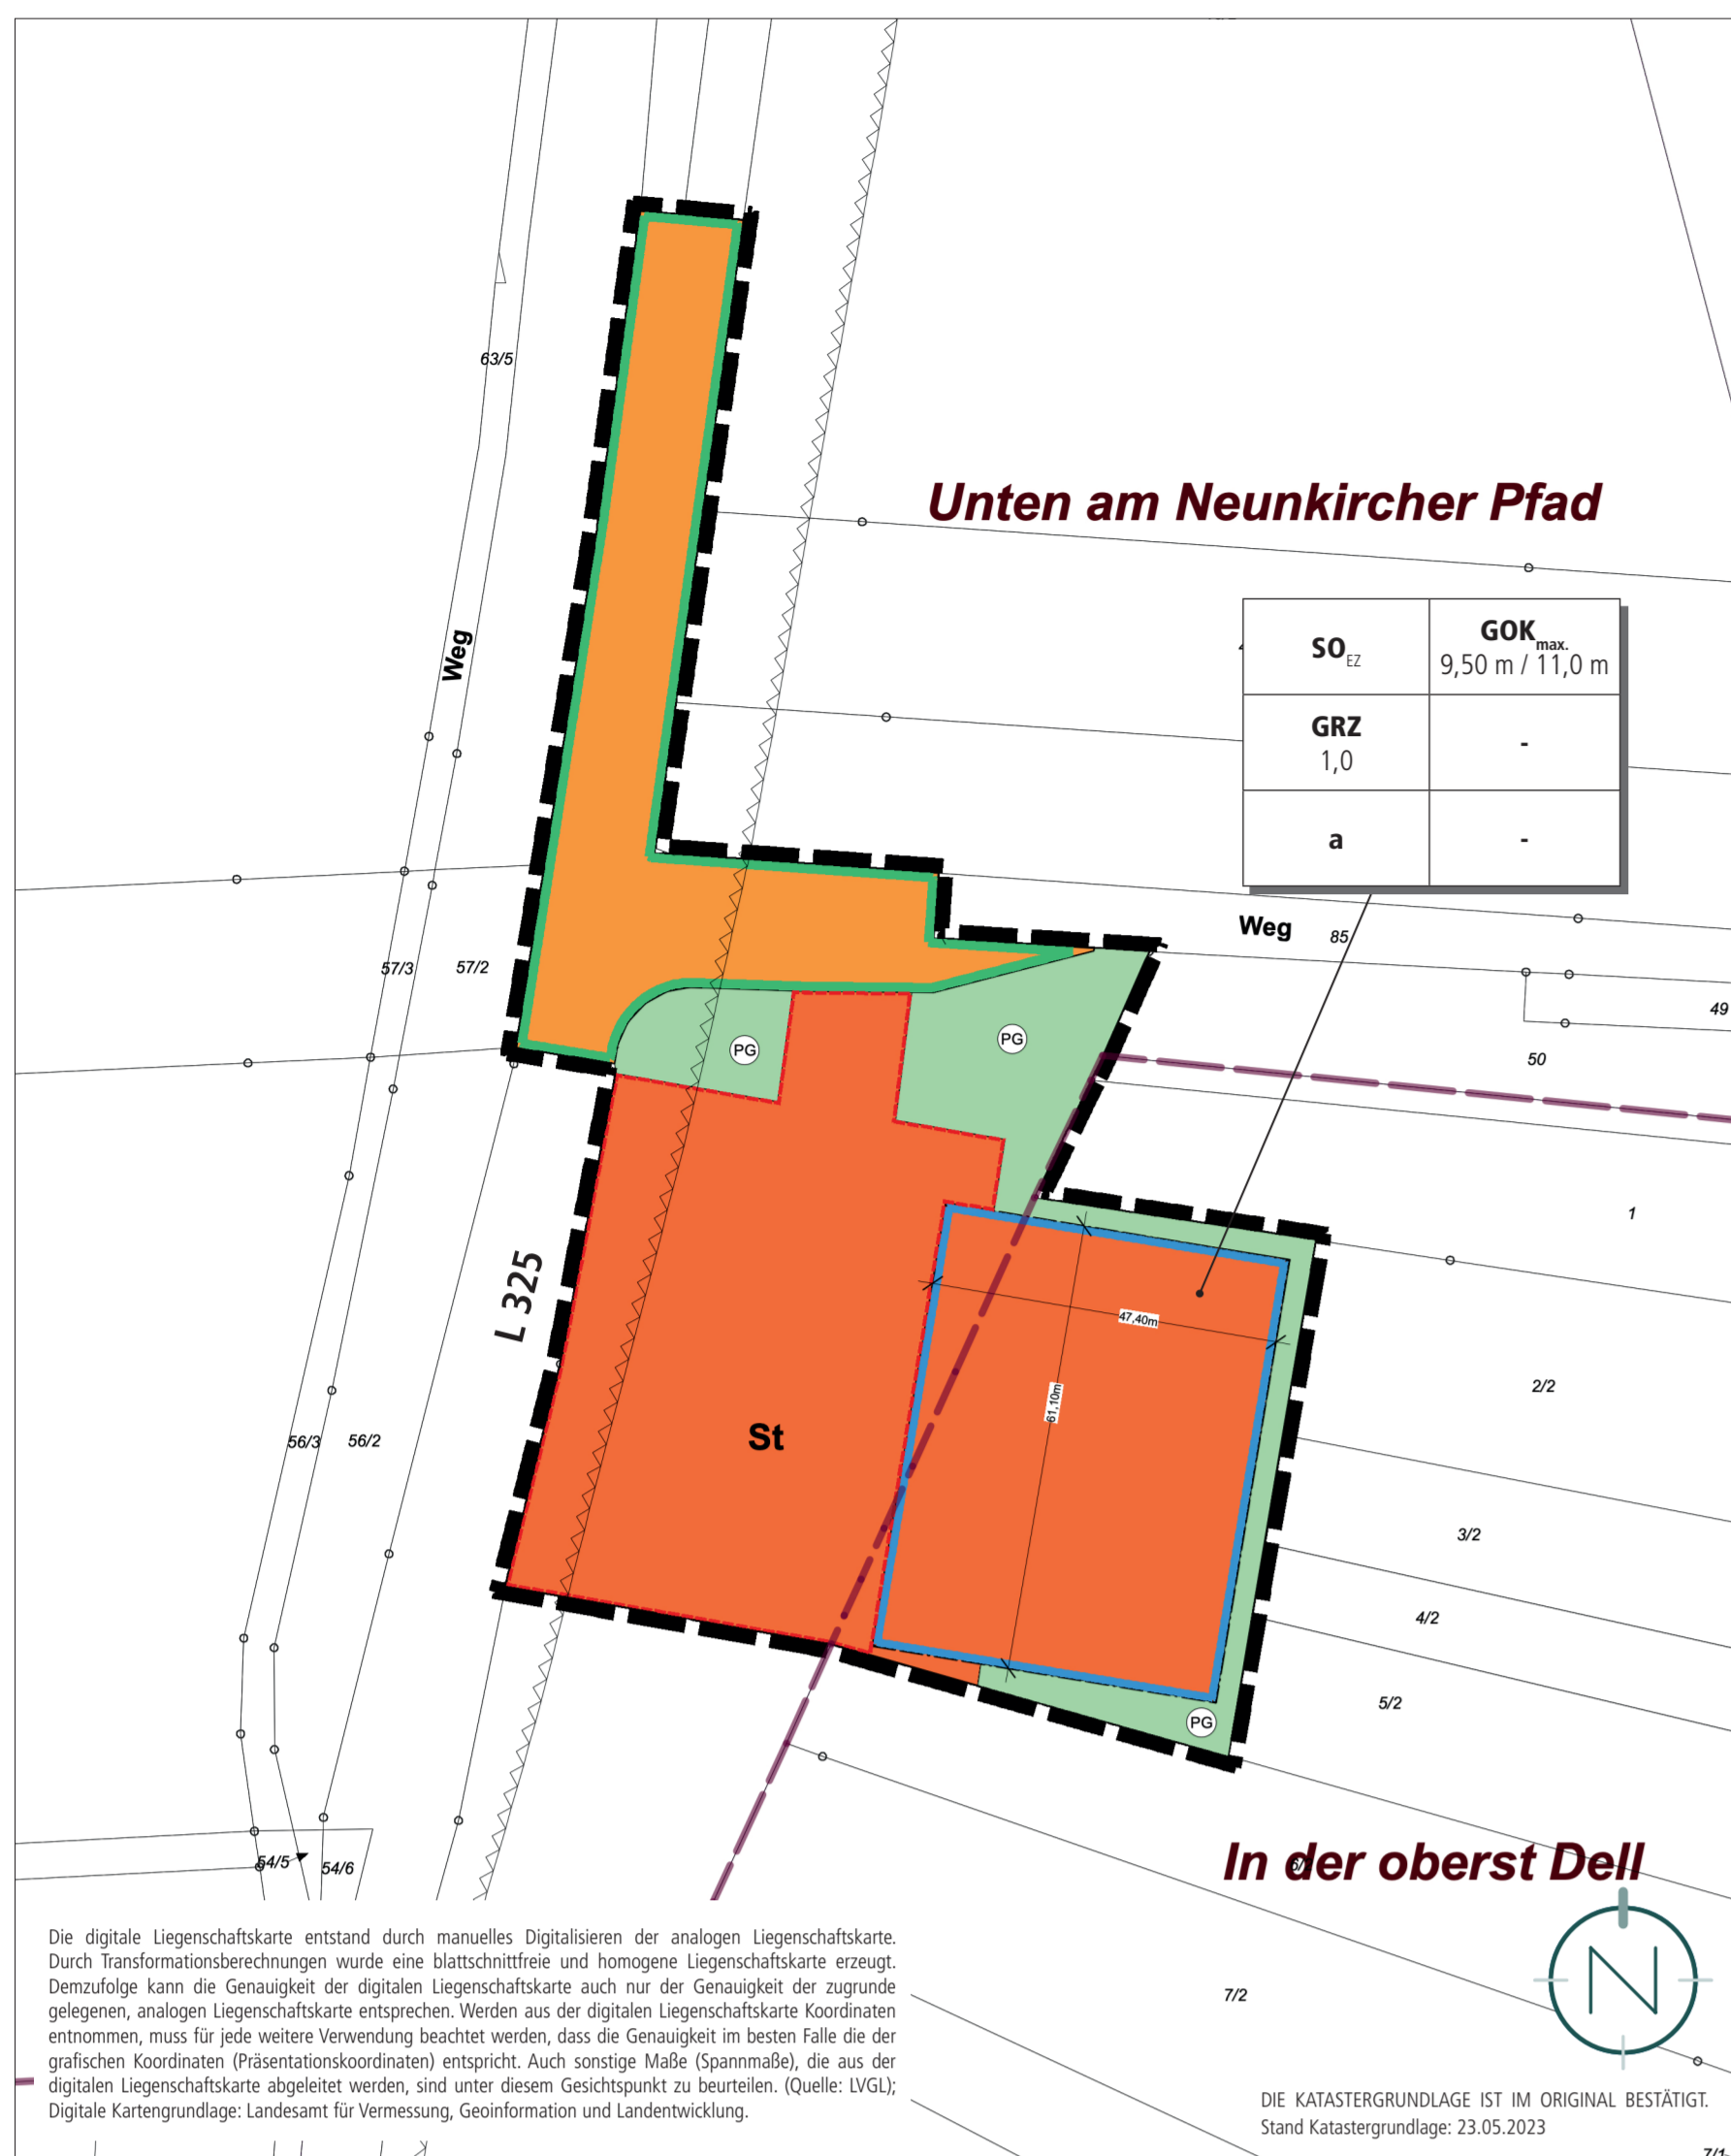 63/5
Unten am Neunkircher Pfad
Weg
SO EZ
GOK max.
9,50 m / 11,0 m
GRZ
1,0
-
a
-
Weg
85
57/3
57/2
49
50
PG
PG
1
L 325
47,40m
61,10m
2/2
St
56/3
56/2
3/2
4/2
5/2
PG
In der oberst Dell
54/5
54/6
7/2
Die digitale Liegenschaftskarte entstand durch manuelles Digitalisieren der analogen Liegenschaftskarte.
Durch Transformationsberechnungen wurde eine blattschnittfreie und homogene Liegenschaftskarte erzeugt.
Demzufolge kann die Genauigkeit der digitalen Liegenschaftskarte auch nur der Genauigkeit der zugrunde
gelegenen, analogen Liegenschaftskarte entsprechen. Werden aus der digitalen Liegenschaftskarte Koordinaten
entnommen, muss für jede weitere Verwendung beachtet werden, dass die Genauigkeit im besten Falle die der
grafischen Koordinaten (Präsentationskoordinaten) entspricht. Auch sonstige Maße (Spannmaße), die aus der
digitalen Liegenschaftskarte abgeleitet werden, sind unter diesem Gesichtspunkt zu beurteilen. (Quelle: LVGL);
Digitale Kartengrundlage: Landesamt für Vermessung, Geoinformation und Landentwicklung.
N
DIE KATASTERGRUNDLAGE IST IM ORIGINAL BESTÄTIGT.
Stand Katastergrundlage: 23.05.2023
7/1